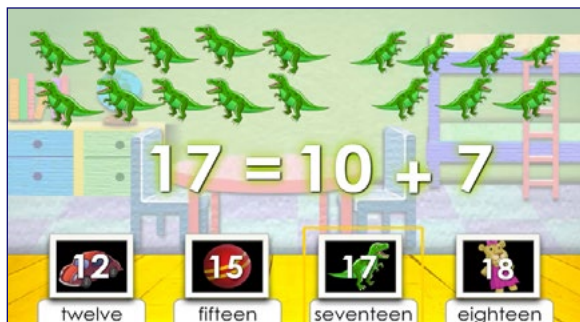 17 = 10 + 7
12 15 17 18
twelve fifteen seventeen eighteen